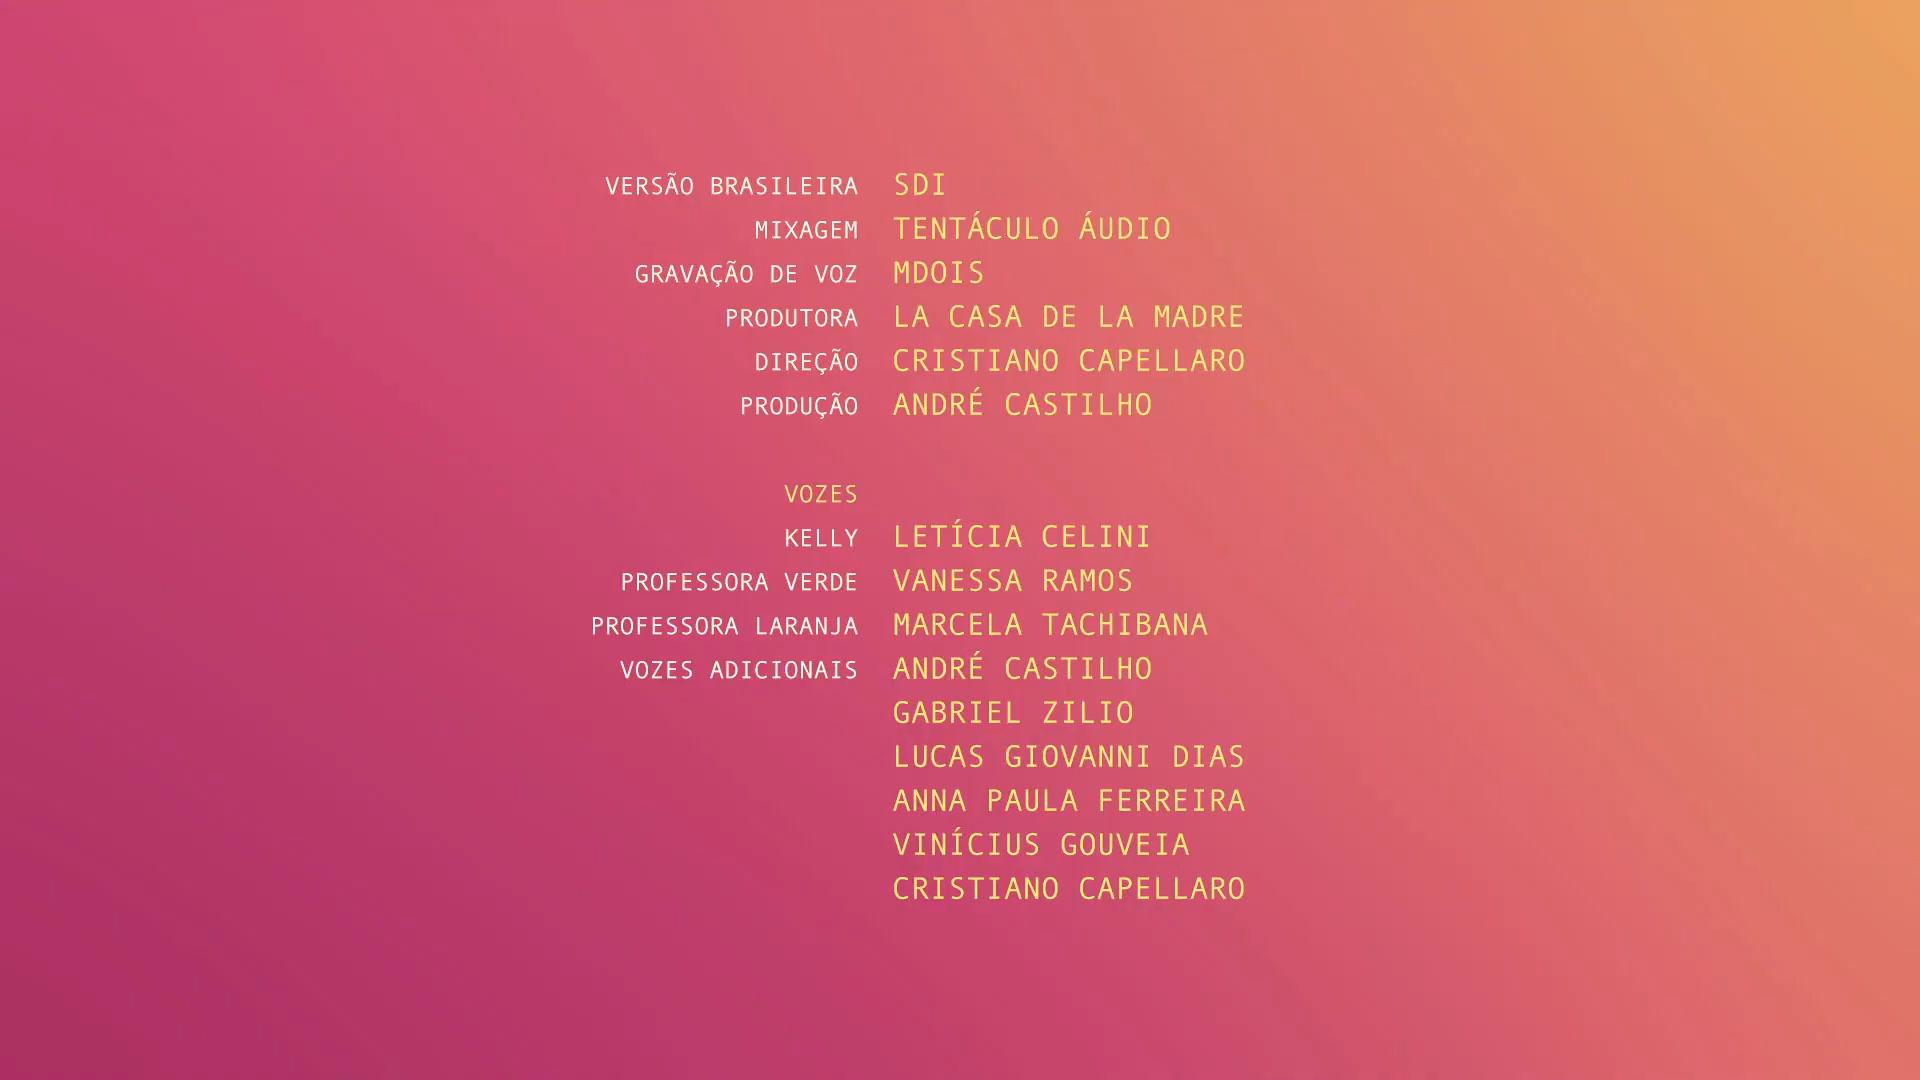 VERSÃO BRASILEIRA SDI
MIXAGEM TENTÁCULO ÁUDIO
GRAVAÇÃO DE VOZ MDOIS
PRODUTORA LA CASA DE LA MADRE
DIREÇÃO CRISTIANO CAPELLARO
PRODUÇÃO ANDRÉ CASTILHO
VOZES
KELLY LETÍCIA CELINI
PROFESSORA VERDE VANESSA RAMOS
PROFESSORA LARANJA MARCELA TACHIBANA
VOZES ADICIONAIS ANDRÉ CASTILHO
GABRIEL ZILIO
LUCAS GIOVANNI DIAS
ANNA PAULA FERREIRA
VINÍCIUS GOUVEIA
CRISTIANO CAPELLARO